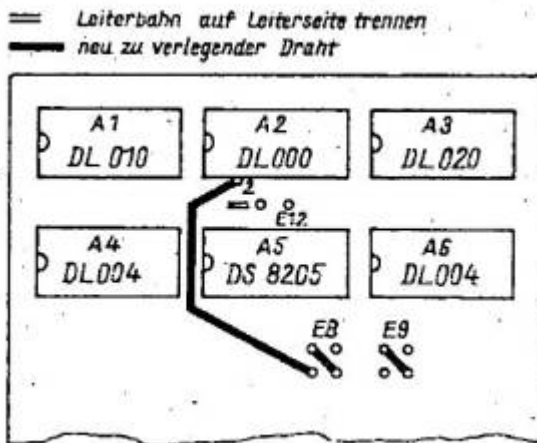 Leiterbahn auf Leiterseite trennen
neu zu verlegender Draht
A1
DL 010
A2
DL000
A3
DL020
2
E12
A4
DL004
A5
DS 8205
A6
DL004
E8
E9